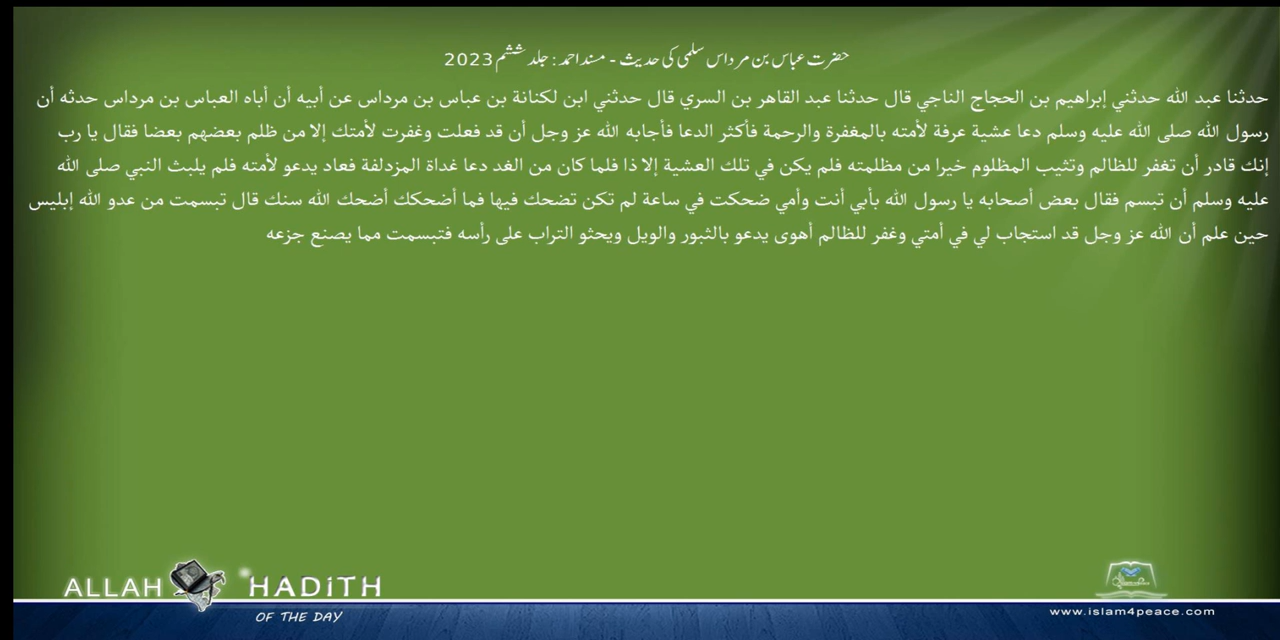 حضرت عباس بن مرداس سلمی کی حدیث - مسند احمد : جلد ششم 2023
حدثنا عبد الله حدثني إبراهيم بن الحجاج الناجي قال حدثنا عبد القاهر بن السري قال حدثني ابن لكنانة بن عباس بن مرداس عن أبيه أن أباه العباس بن مرداس حدثه أن
رسول الله صلى الله عليه وسلم دعا عشية عرفة لأمته بالمغفرة والرحمة فأكثر الدعا فأجابه الله عز وجل أن قد فعلت وغفرت لأمتك إلا من ظلم بعضهم بعضا فقال يا رب
إنك قادر أن تغفر للظالم وتثيب المظلوم خيرا من مظلمته فلم يكن في تلك العشية إلا ذا فلما كان من الغد دعا غداة المزدلفة فعاد يدعو لأمته فلم يلبث النبي صلى الله
عليه وسلم أن تبسم فقال بعض أصحابه يا رسول الله بأبي أنت وأمي ضحكت في ساعة لم تكن تضحك فيها فما أضحكك أضحك الله سنك قال تبسمت من عدو الله إبليس
حين علم أن الله عز وجل قد استجاب لي في أمتي وغفر للظالم أهوى يدعو بالثبور والويل ويحثو التراب على رأسه فتبسمت مما يصنع جزعه
ALLAH HADITH
OF THE DAY
www.islam4peace.com